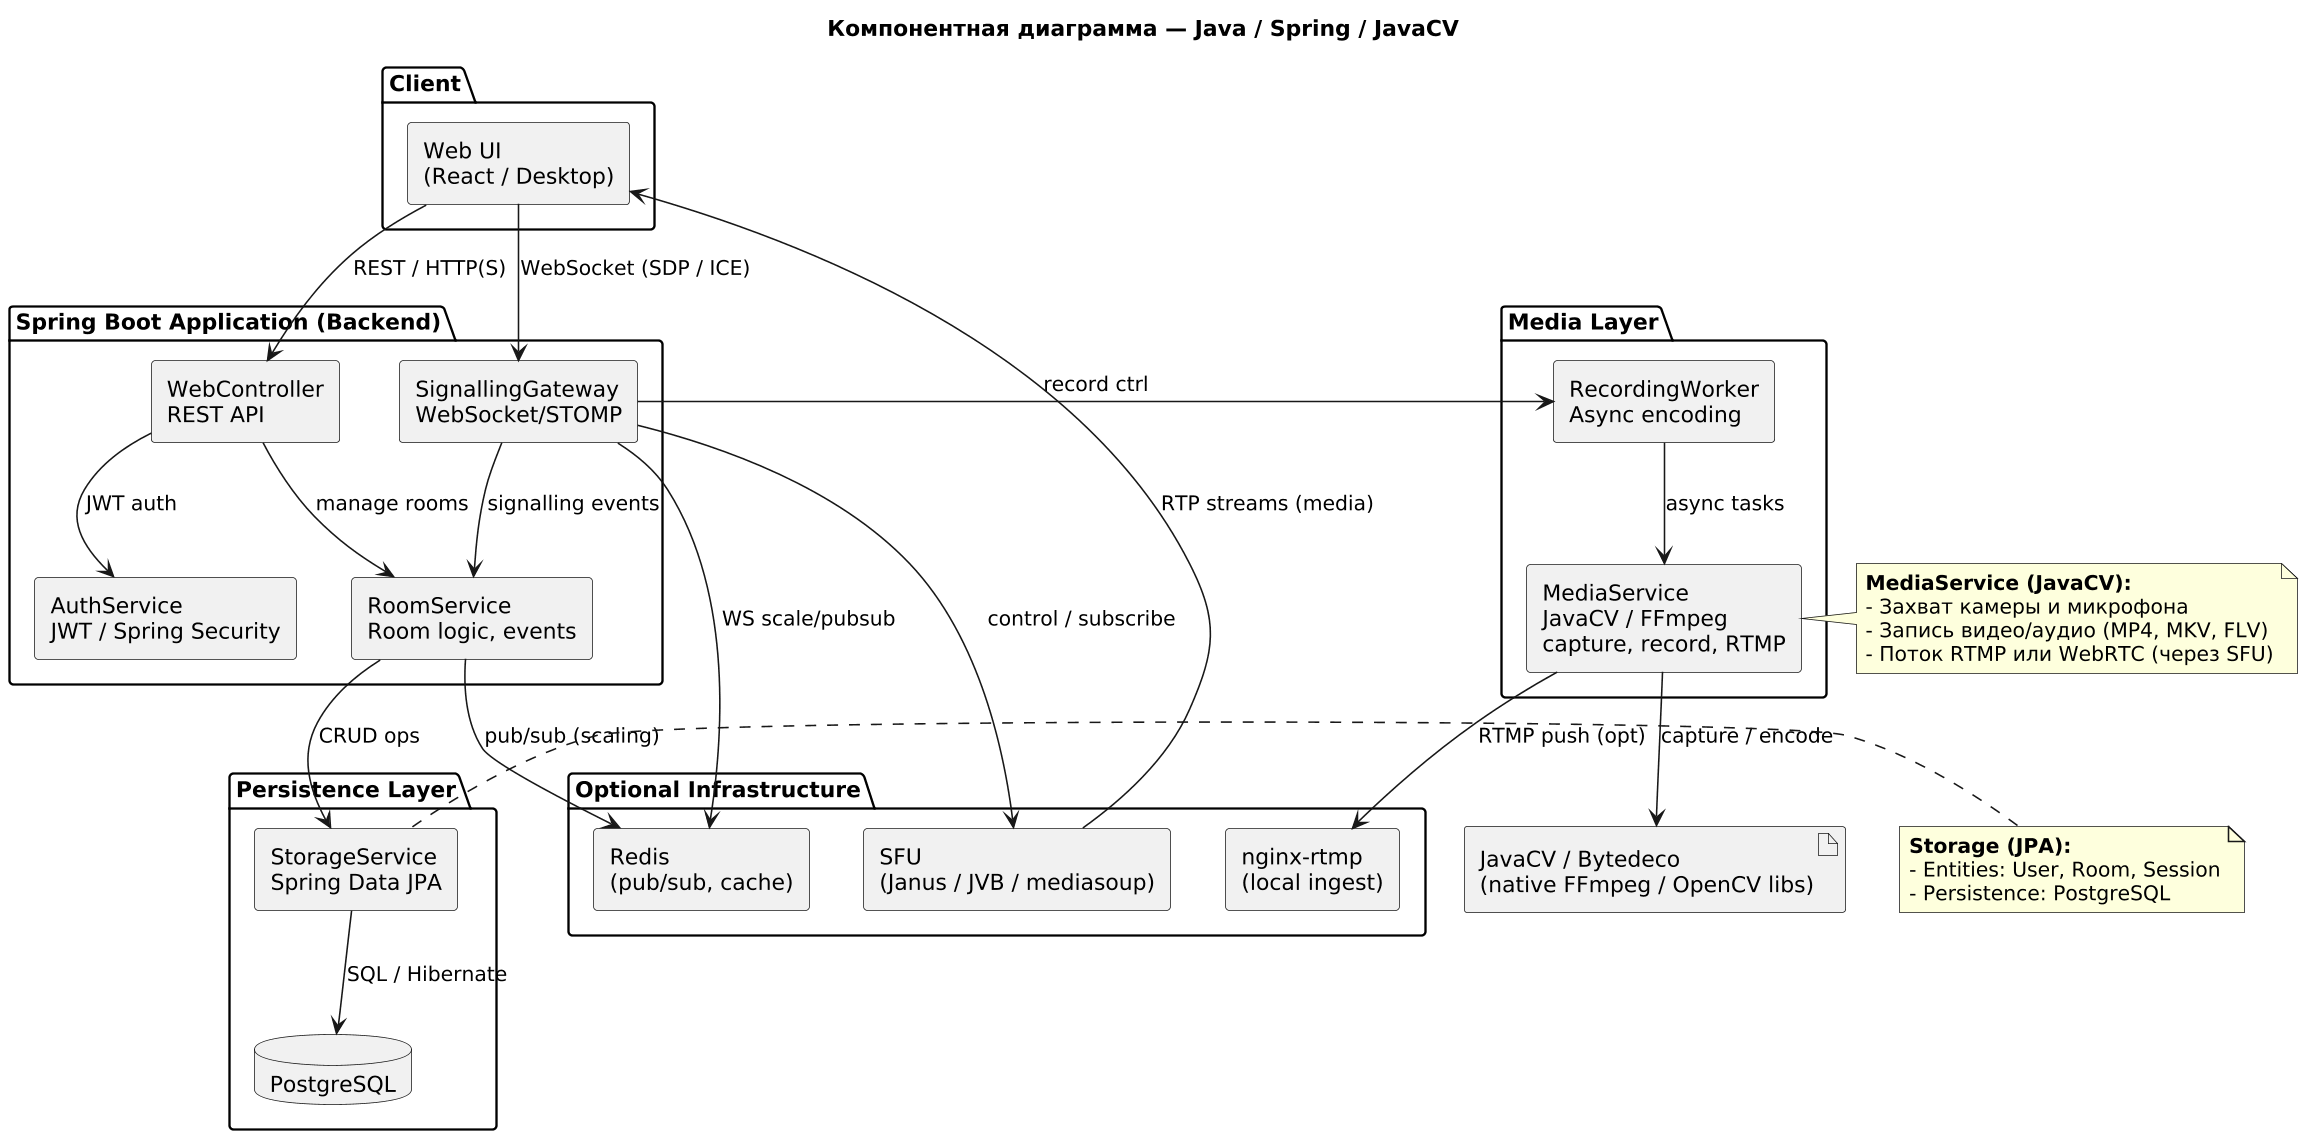 Компонентная диаграмма — Java / Spring / JavaCV
Client
Web UI
(React / Desktop)
REST / HTTP(S)
WebSocket (SDP / ICE)
Spring Boot Application (Backend)
WebController
REST API
SignallingGateway
WebSocket/STOMP
record ctrl
Media Layer
RecordingWorker
Async encoding
JWT auth
manage rooms
signalling events
RTP streams (media)
async tasks
AuthService
JWT / Spring Security
RoomService
Room logic, events
WS scale/pubsub
control / subscribe
MediaService
JavaCV / FFmpeg
capture, record, RTMP
MediaService (JavaCV):
- Захват камеры и микрофона
- Запись видео/аудио (MP4, MKV, FLV)
- Поток RTMP или WebRTC (через SFU)
CRUD ops
pub/sub (scaling)
RTMP push (opt)
capture / encode
Persistence Layer
StorageService
Spring Data JPA
Optional Infrastructure
Redis
(pub/sub, cache)
SFU
(Janus / JVB / mediasoup)
nginx-rtmp
(local ingest)
JavaCV / Bytedeco
(native FFmpeg / OpenCV libs)
Storage (JPA):
- Entities: User, Room, Session
- Persistence: PostgreSQL
SQL / Hibernate
PostgreSQL